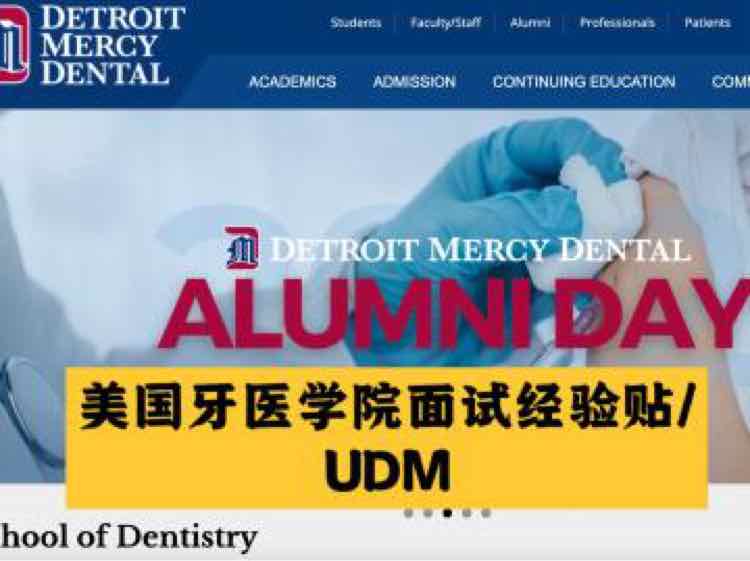 DETROIT
MERCY
DENTAL
Students Faculty/Staff Alumni Professionals Patients
ACADEMICS ADMISSION CONTINUING EDUCATION
DETROIT MERCY DENTAL
ALUMNI DAY
美国牙医学院面试经验贴/
UDM
hool of Dentistry